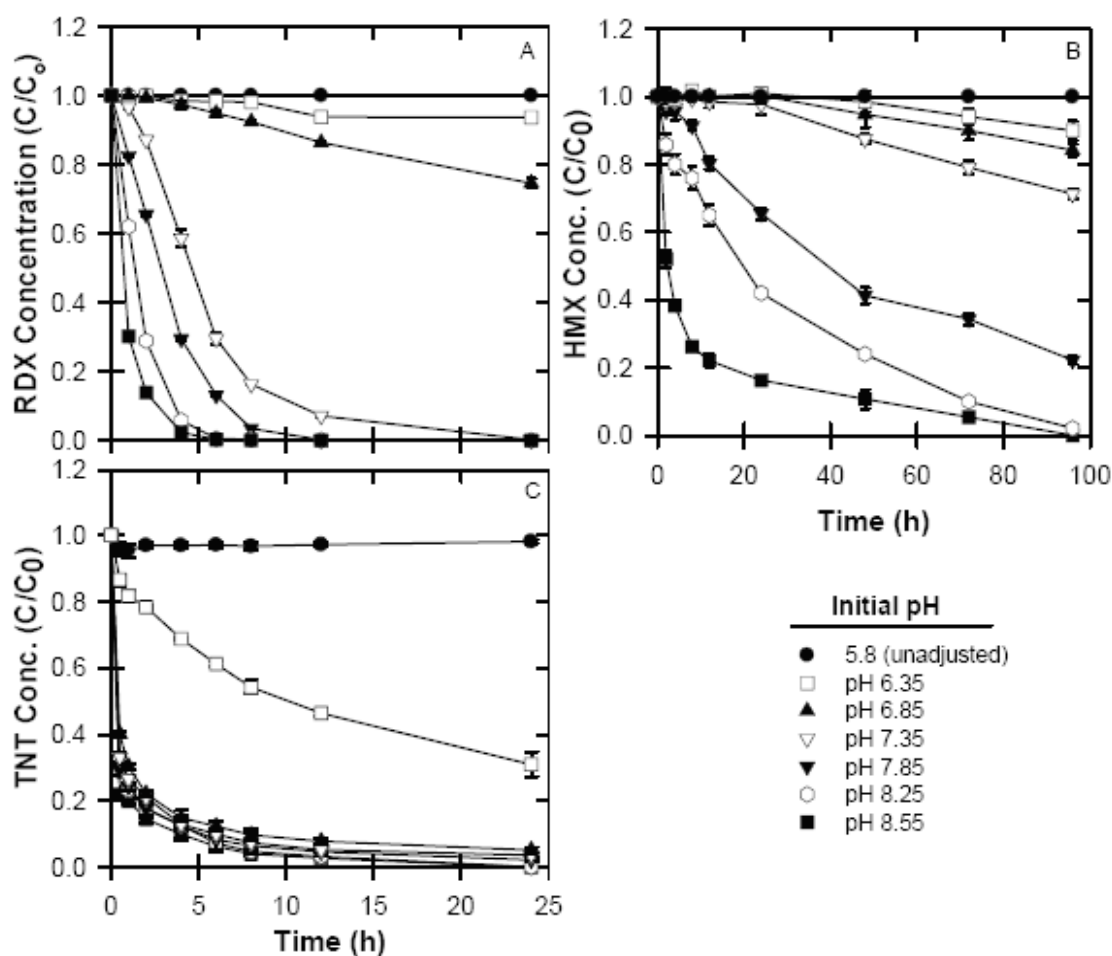 RDX Concentration (C/Co)
1.2
1.0
0.8
0.6
0.4
0.2
0.0
A
0 5 10 15 20 25
HMX Conc. (C/C0)
1.2
1.0
0.8
0.6
0.4
0.2
0.0
B
0 20 40 60 80 100
Time (h)
TNT Conc. (C/C0)
1.2
1.0
0.8
0.6
0.4
0.2
0.0
C
0 5 10 15 20 25
Time (h)
Initial pH
5.8 (unadjusted)
pH 6.35
pH 6.85
pH 7.35
pH 7.85
pH 8.25
pH 8.55